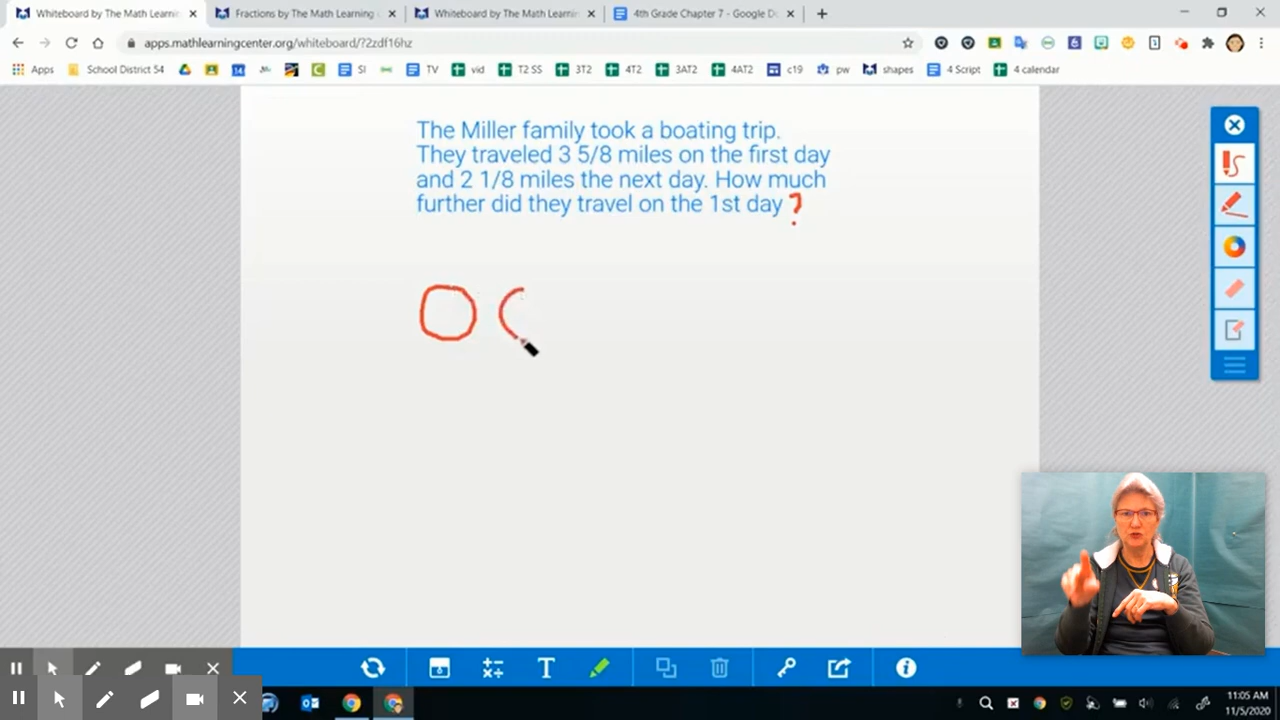 Whiteboard by The Math Learnin
Fractions by The Math Learning
Whiteboard by The Math Learnin
4th Grade Chapter 7 - Google D
apps.mathlearningcenter.org/whiteboard/?2zdf16hz
Apps
School District 54
SI
TV
vid
T2 SS
3T2
4T2
3AT2
4AT2
c19
pw
shapes
4 Script
4 calendar
The Miller family took a boating trip.
They traveled 3 5/8 miles on the first day
and 2 1/8 miles the next day. How much
further did they travel on the 1st day ?
11:05 AM
11/5/2020